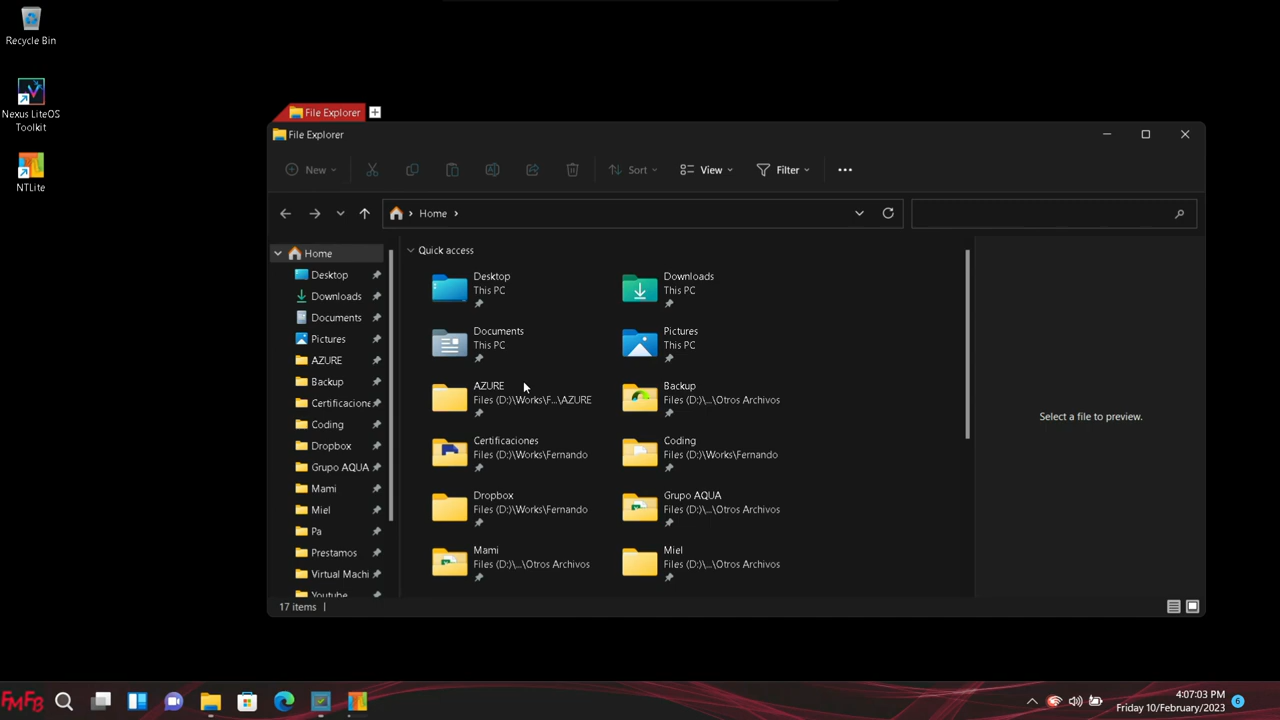 Recycle Bin
Nexus LiteOS
Toolkit
NTLite
File Explorer
File Explorer
New
Sort
View
Filter
Home
Home
Desktop
Downloads
Documents
Pictures
AZURE
Backup
Certificacione
Coding
Dropbox
Grupo AQUA
Mami
Miel
Pa
Prestamos
Virtual Machi
Youtube
Quick access
Desktop
This PC
Downloads
This PC
Documents
This PC
Pictures
This PC
AZURE
Files (D:)\Works\F...\AZURE
Backup
Files (D:)\...\Otros Archivos
Certificaciones
Files (D:)\Works\Fernando
Coding
Files (D:)\Works\Fernando
Dropbox
Files (D:)\Works\Fernando
Grupo AQUA
Files (D:)\...\Otros Archivos
Mami
Files (D:)\...\Otros Archivos
Miel
Files (D:)\...\Otros Archivos
Select a file to preview.
17 items
FMFB
4:07:03 PM
Friday 10/February/2023
6